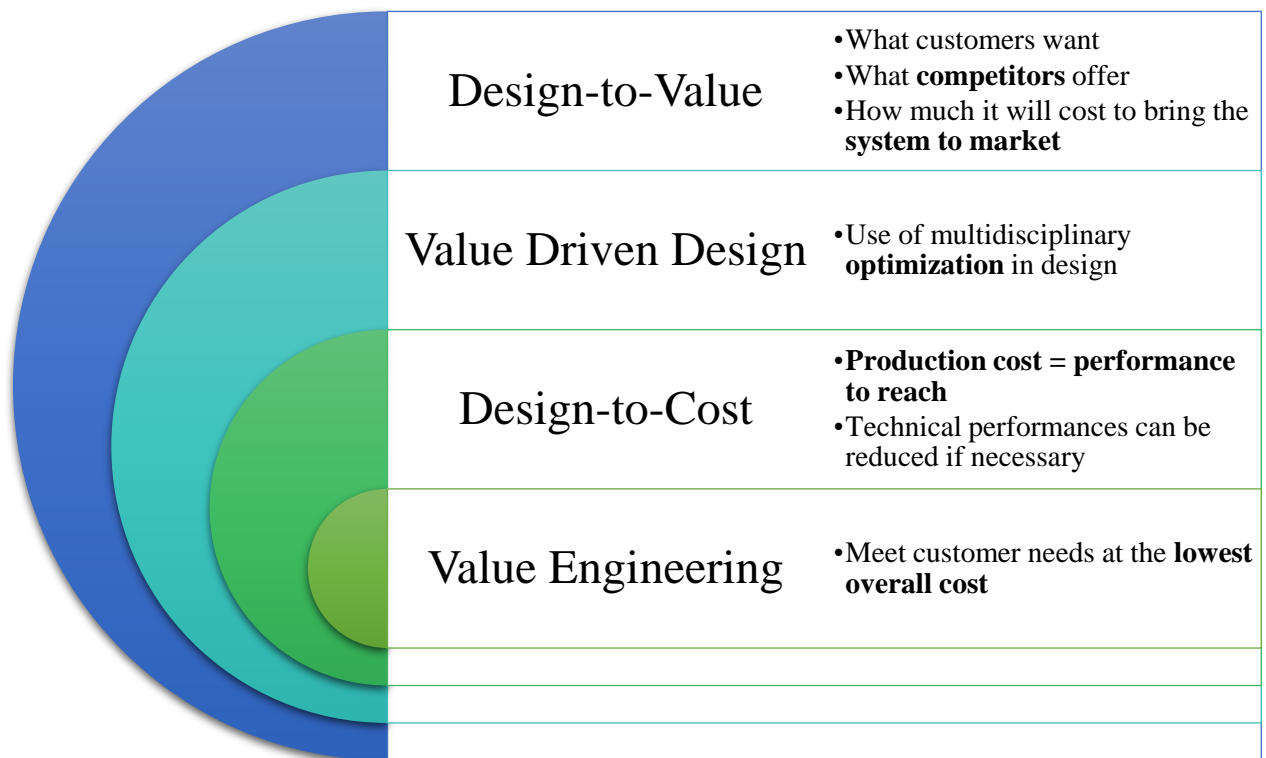 Design-to-Value
•What customers want
•What competitors offer
•How much it will cost to bring the
system to market
Value Driven Design
•Use of multidisciplinary
optimization in design
Design-to-Cost
•Production cost = performance
to reach
•Technical performances can be
reduced if necessary
Value Engineering
•Meet customer needs at the lowest
overall cost